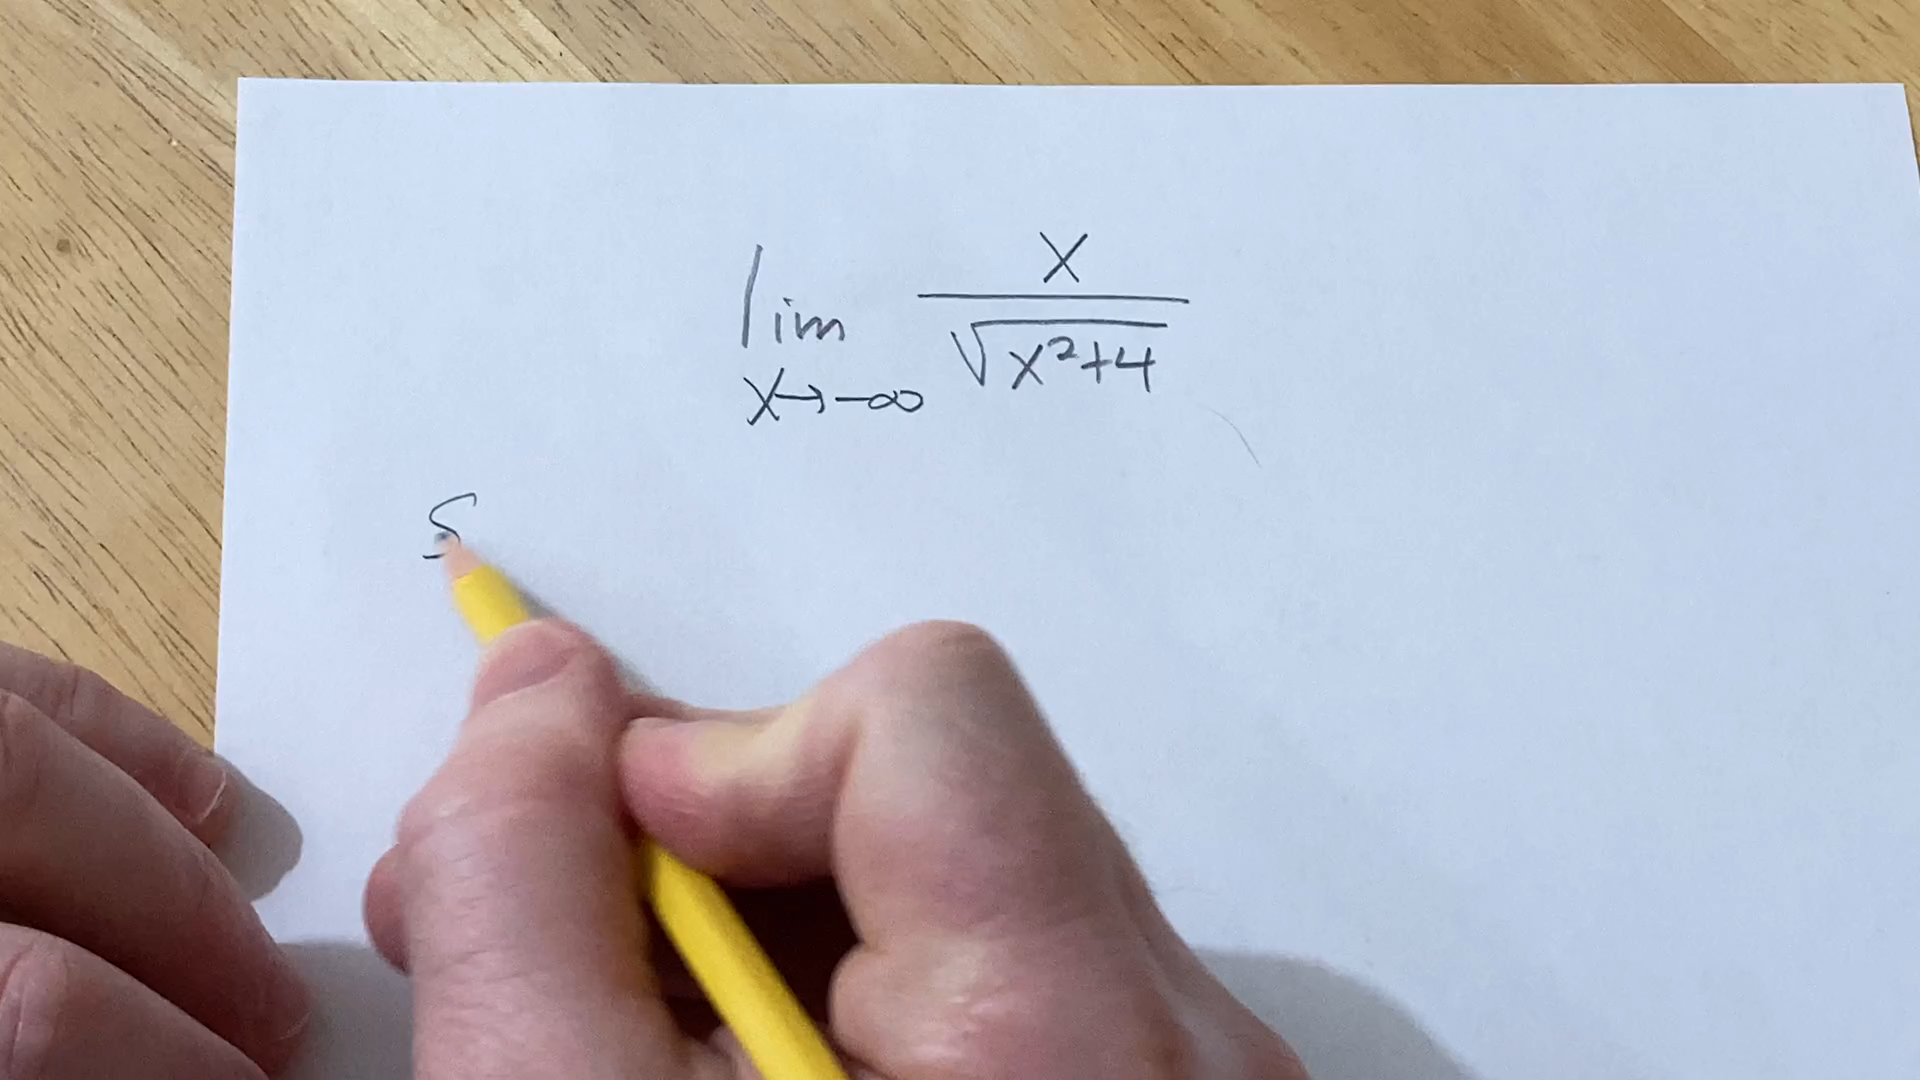 lim x/√(x²+4)
x→-∞
S